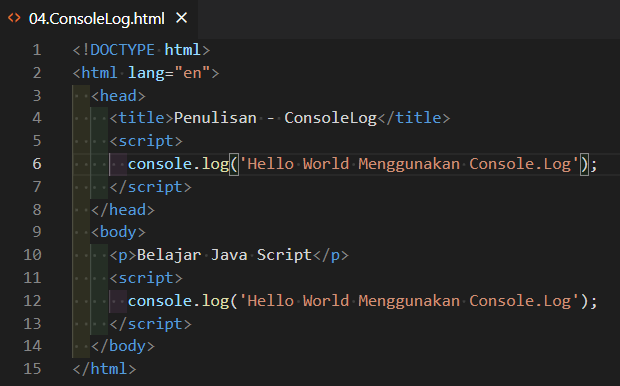 04.ConsoleLog.html
1 <!DOCTYPE html>
2 <html lang="en">
3 <head>
4 <title>Penulisan - ConsoleLog</title>
5 <script>
6 console.log('Hello World Menggunakan Console.Log');
7 </script>
8 </head>
9 <body>
10 <p>Belajar Java Script</p>
11 <script>
12 console.log('Hello World Menggunakan Console.Log');
13 </script>
14 </body>
15 </html>